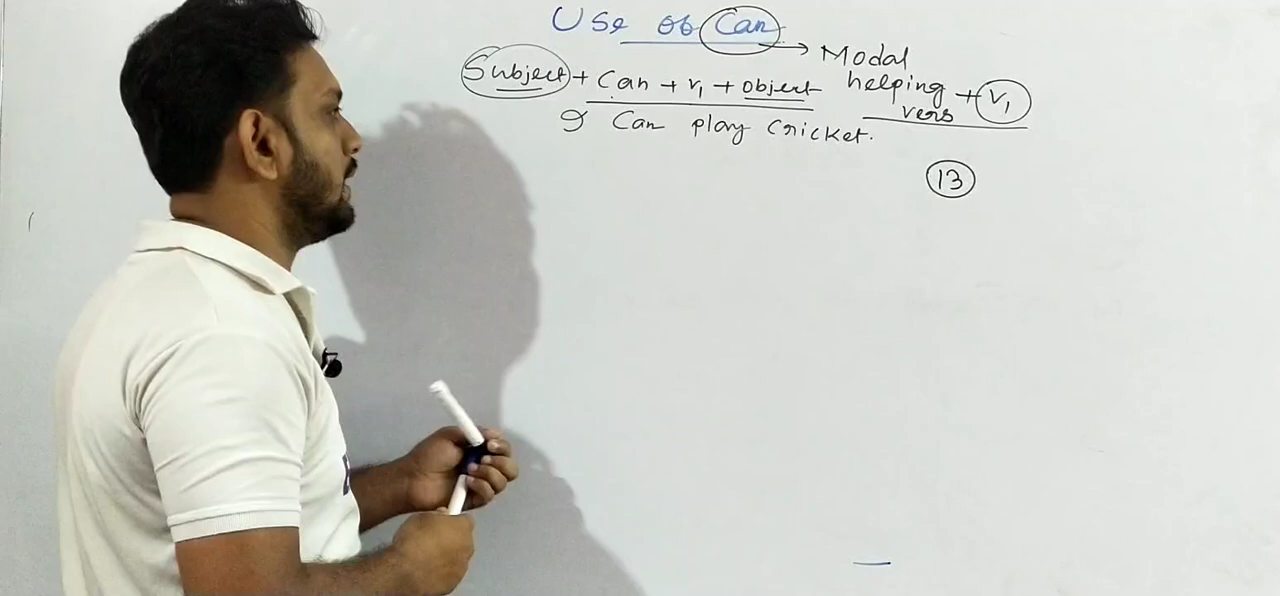 Use of Can → Modal
Subject + Can + V₁ + object
helping + V₁
verb
I Can play Cricket.
13